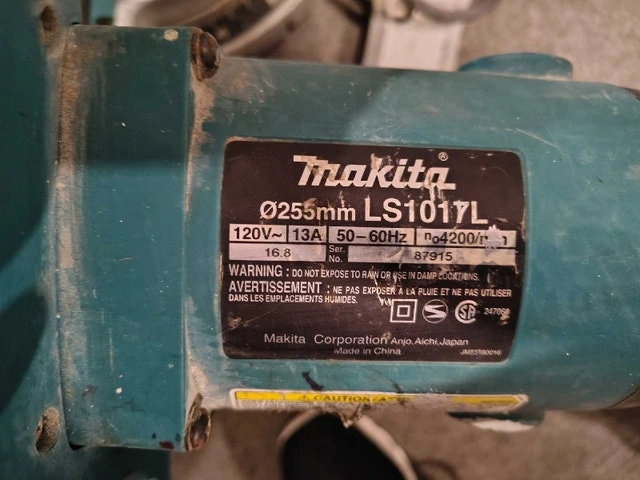 Makita®
Ø255mm LS1017L
120V~ 13A 50–60Hz n₀4200/min
16.8 Ser. No. 87915
WARNING : DO NOT EXPOSE TO RAIN OR USE IN DAMP LOCATIONS.
AVERTISSEMENT : NE PAS EXPOSER À LA PLUIE ET NE PAS UTILISER
DANS LES EMPLACEMENTS HUMIDES.
Makita Corporation Anjo, Aichi, Japan
Made in China
CAUTION